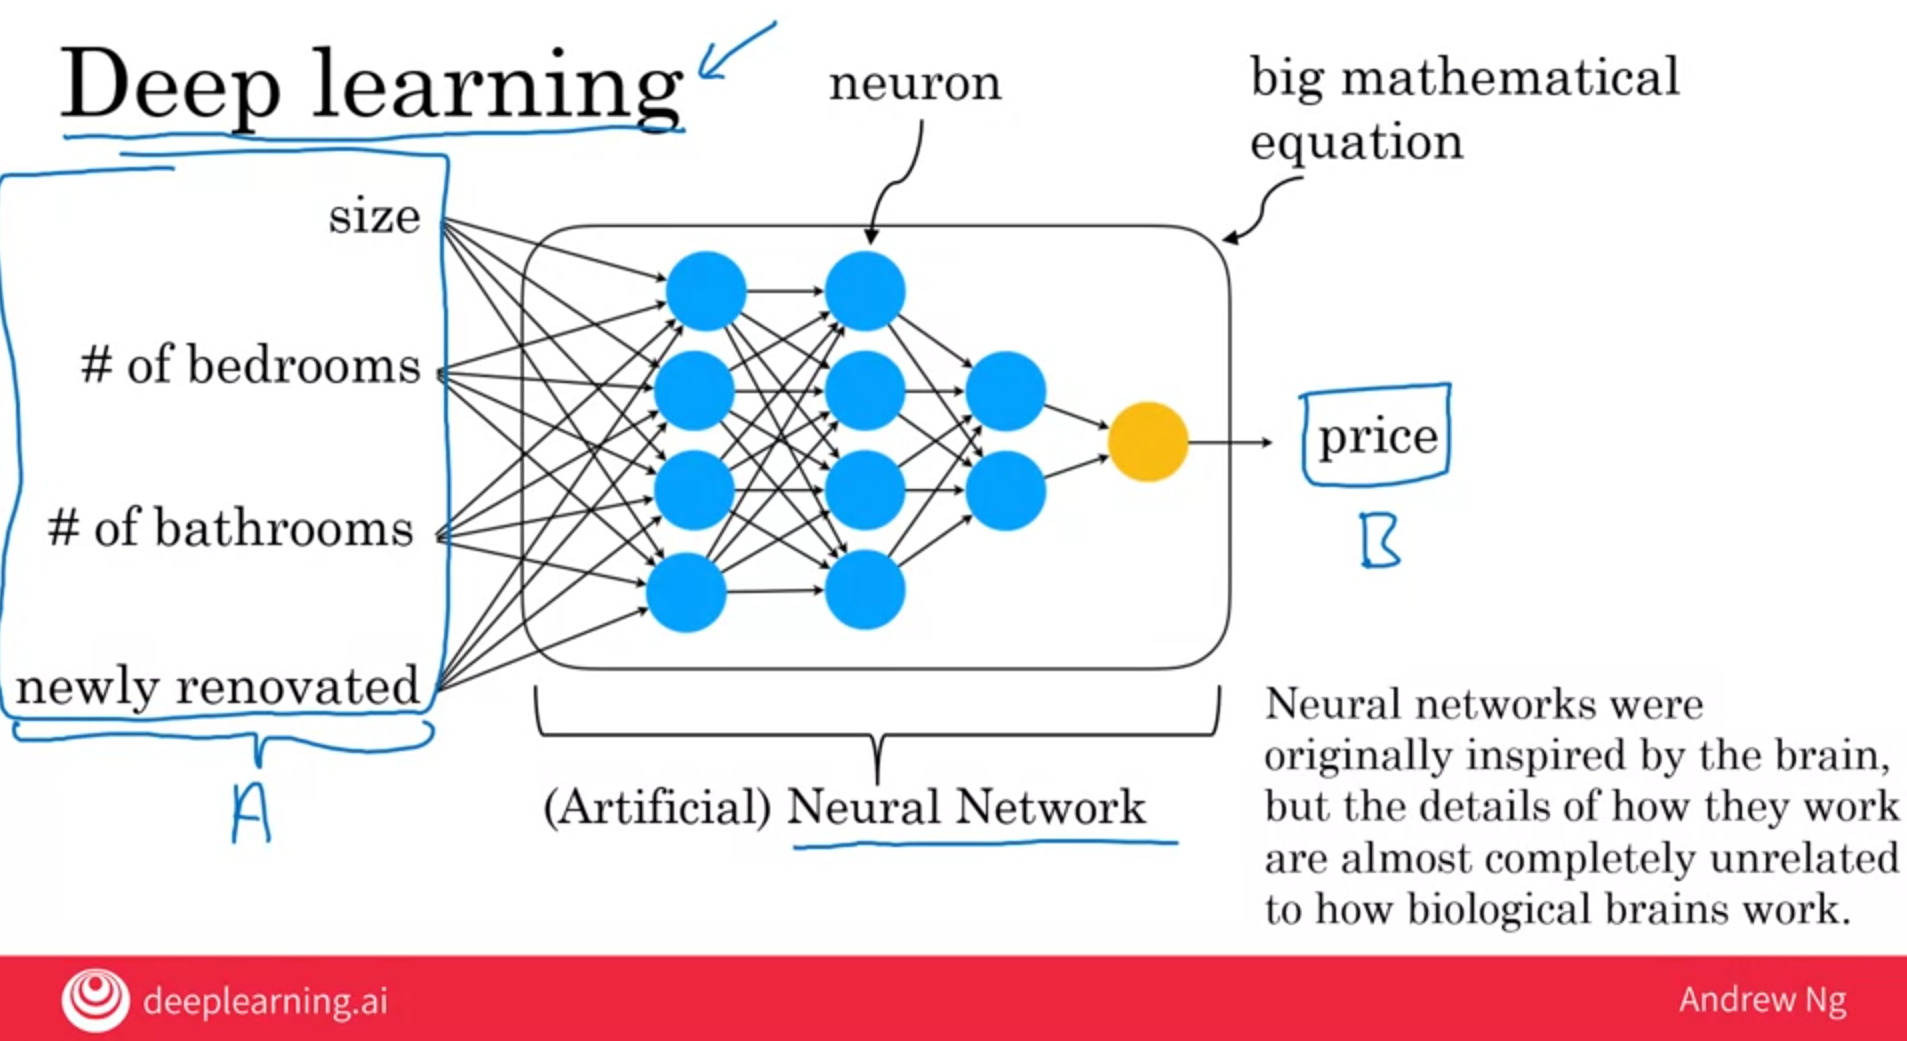 Deep learning
neuron
big mathematical
equation
size
# of bedrooms
# of bathrooms
newly renovated
A
price
B
(Artificial) Neural Network
Neural networks were
originally inspired by the brain,
but the details of how they work
are almost completely unrelated
to how biological brains work.
deeplearning.ai
Andrew Ng